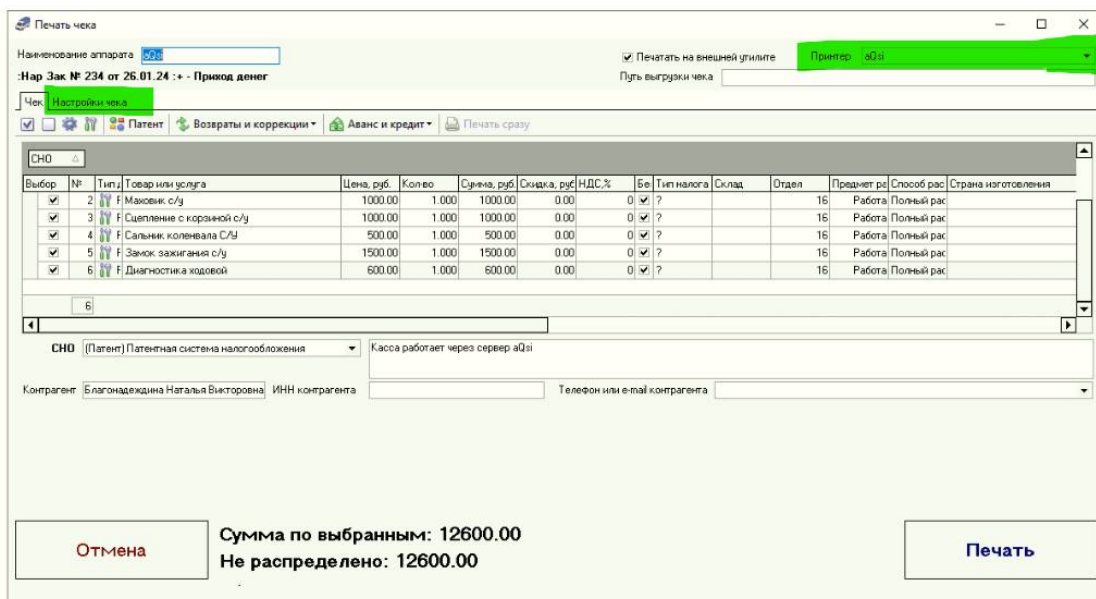 Печать чека
Наименование аппарата aQsi
Печатать на внешней утилите
Принтер aQsi
:Нар Зак № 234 от 26.01.24 :+ - Приход денег
Путь выгрузки чека
Чек Настройки чека
Патент Возвраты и коррекции Аванс и кредит Печать сразу
СНО
Выбор № Тип Товар или услуга Цена, руб. Кол-во Сумма, руб. Скидка, руб НДС,% Бе Тип налога Склад Отдел Предмет ра Способ рас Страна изготовления
2 Маховик с/у 1000.00 1.000 1000.00 0.00 0 ? 16 Работа Полный рас
3 Сцепление с корзиной с/у 1000.00 1.000 1000.00 0.00 0 ? 16 Работа Полный рас
4 Сальник коленвала С/У 500.00 1.000 500.00 0.00 0 ? 16 Работа Полный рас
5 Замок зажигания с/у 1500.00 1.000 1500.00 0.00 0 ? 16 Работа Полный рас
6 Диагностика ходовой 600.00 1.000 600.00 0.00 0 ? 16 Работа Полный рас
6
СНО (Патент) Патентная система налогообложения
Касса работает через сервер aQsi
Контрагент Благонадеждина Наталья Викторовна ИНН контрагента Телефон или e-mail контрагента
Отмена
Сумма по выбранным: 12600.00
Не распределено: 12600.00
Печать